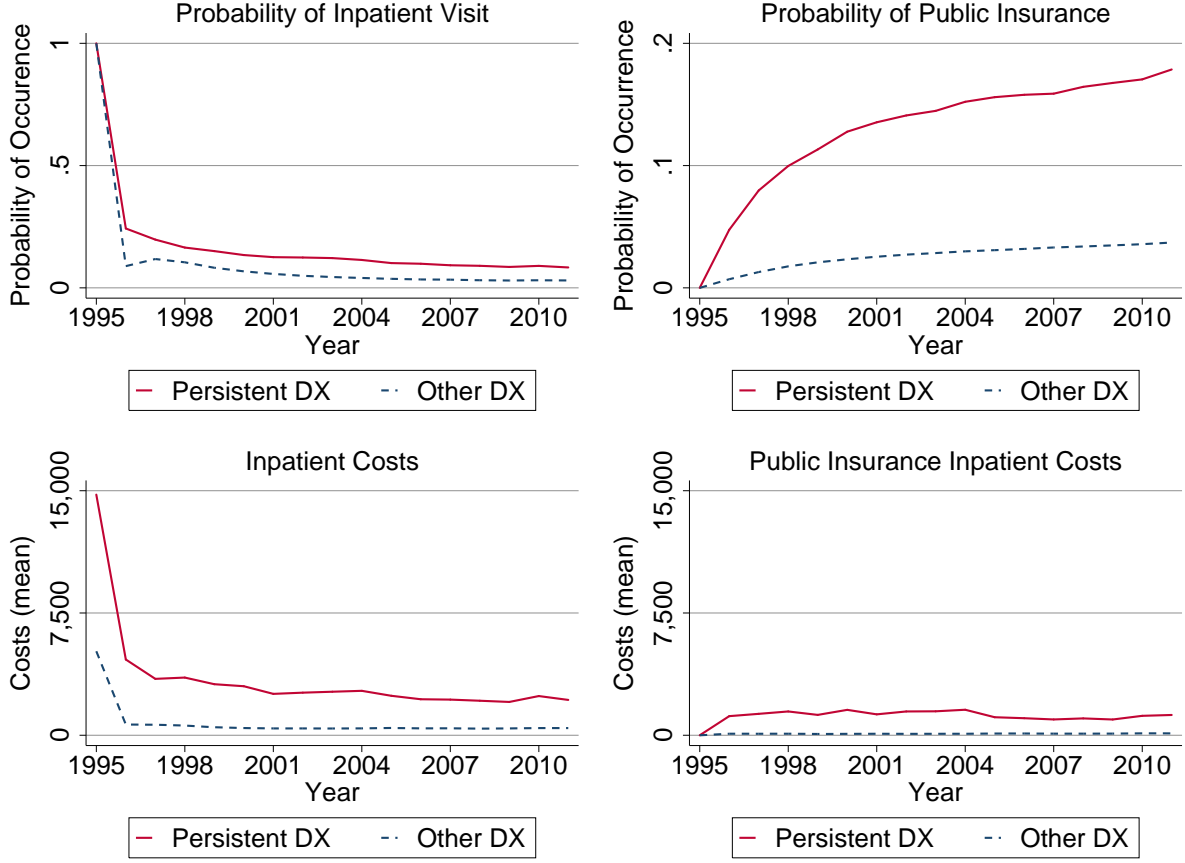 Probability of Inpatient Visit
Probability of Occurence
1
.5
0
1995 1998 2001 2004 2007 2010
Year
Persistent DX Other DX
Probability of Public Insurance
Probability of Occurrence
.2
.1
0
1995 1998 2001 2004 2007 2010
Year
Persistent DX Other DX
Inpatient Costs
Costs (mean)
15,000
7,500
0
1995 1998 2001 2004 2007 2010
Year
Persistent DX Other DX
Public Insurance Inpatient Costs
Costs (mean)
15,000
7,500
0
1995 1998 2001 2004 2007 2010
Year
Persistent DX Other DX